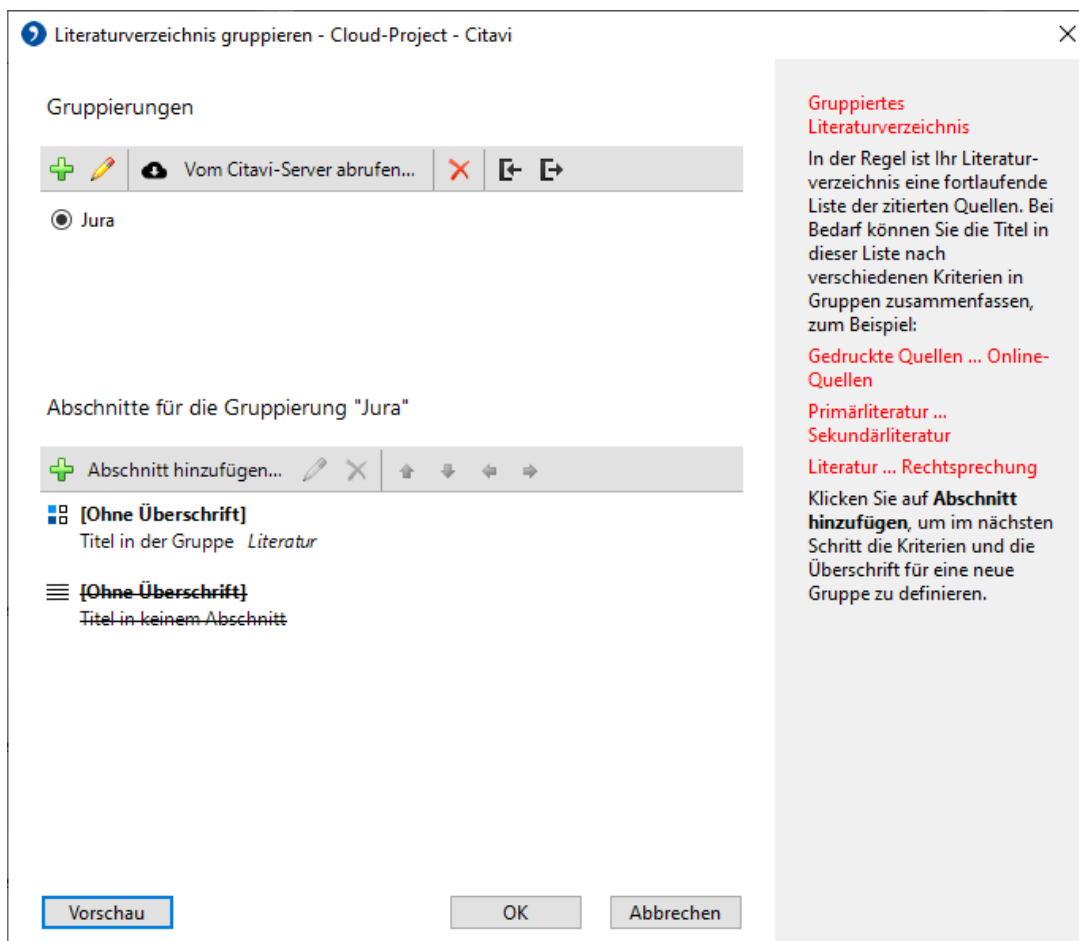 Literaturverzeichnis gruppieren - Cloud-Project - Citavi
Gruppierungen
Vom Citavi-Server abrufen...
Jura
Abschnitte für die Gruppierung "Jura"
Abschnitt hinzufügen...
[Ohne Überschrift]
Titel in der Gruppe Literatur
[Ohne Überschrift]
Titel in keinem Abschnitt
Vorschau
OK
Abbrechen
Gruppiertes
Literaturverzeichnis
In der Regel ist Ihr Literatur-
verzeichnis eine fortlaufende
Liste der zitierten Quellen. Bei
Bedarf können Sie die Titel in
dieser Liste nach
verschiedenen Kriterien in
Gruppen zusammenfassen,
zum Beispiel:
Gedruckte Quellen ... Online-
Quellen
Primärliteratur ...
Sekundärliteratur
Literatur ... Rechtsprechung
Klicken Sie auf Abschnitt
hinzufügen, um im nächsten
Schritt die Kriterien und die
Überschrift für eine neue
Gruppe zu definieren.